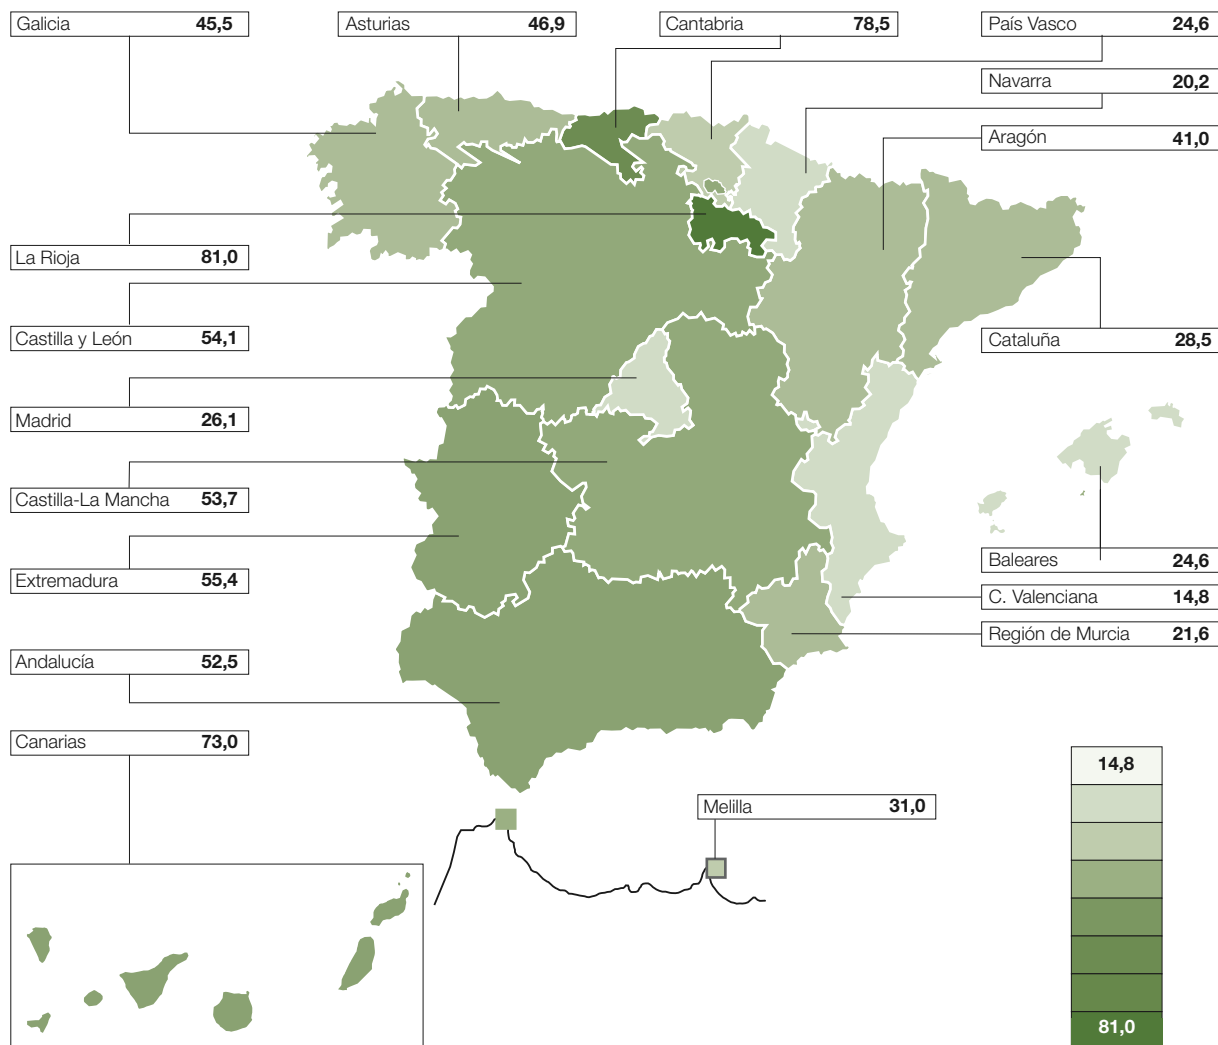 Galicia 45,5
Asturias 46,9
Cantabria 78,5
País Vasco 24,6
Navarra 20,2
Aragón 41,0
La Rioja 81,0
Castilla y León 54,1
Cataluña 28,5
Madrid 26,1
Castilla-La Mancha 53,7
Baleares 24,6
Extremadura 55,4
C. Valenciana 14,8
Región de Murcia 21,6
Andalucía 52,5
Canarias 73,0
Melilla 31,0
14,8
81,0